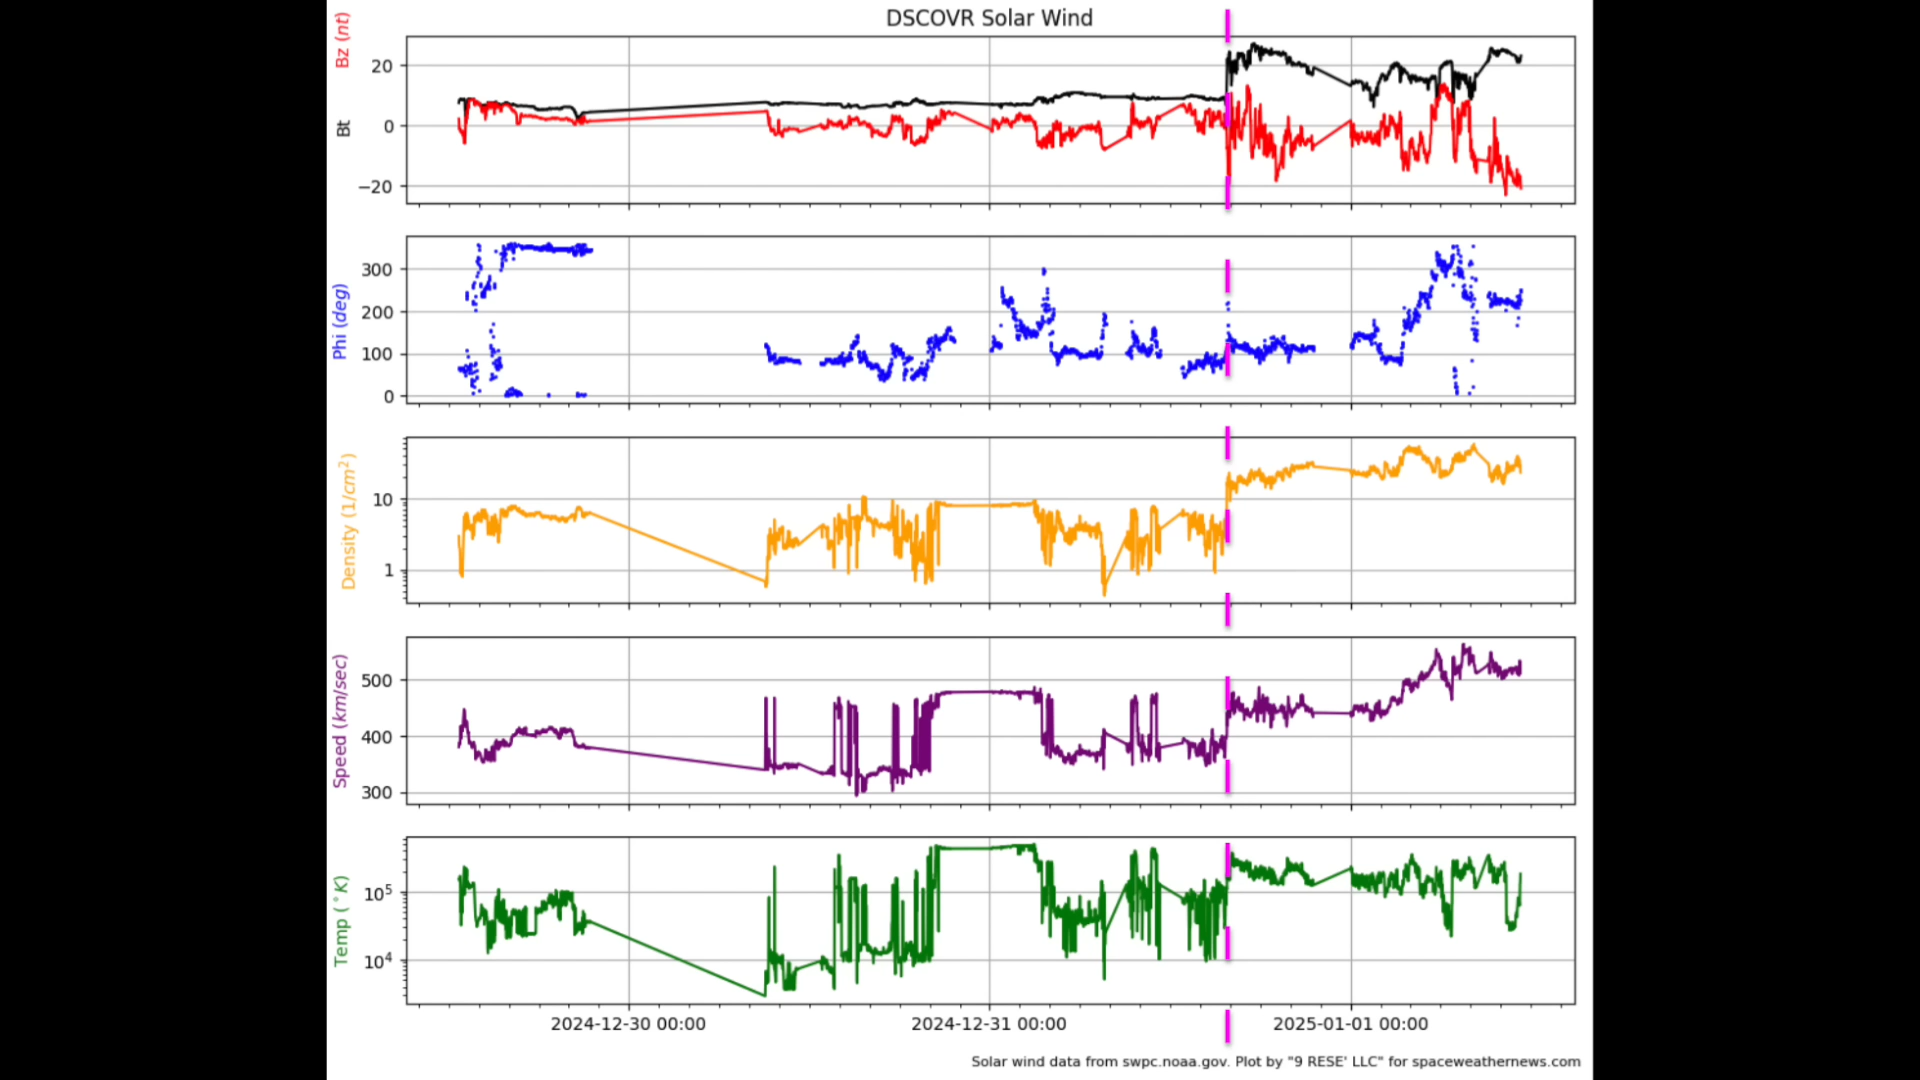 DSCOVR Solar Wind
Bz (nt)
Bt
20
0
−20
Phi (deg)
300
200
100
0
Density (1/cm²)
10
1
Speed (km/sec)
500
400
300
Temp (°K)
10⁵
10⁴
2024-12-30 00:00
2024-12-31 00:00
2025-01-01 00:00
Solar wind data from swpc.noaa.gov. Plot by "9 RESE' LLC" for spaceweathernews.com